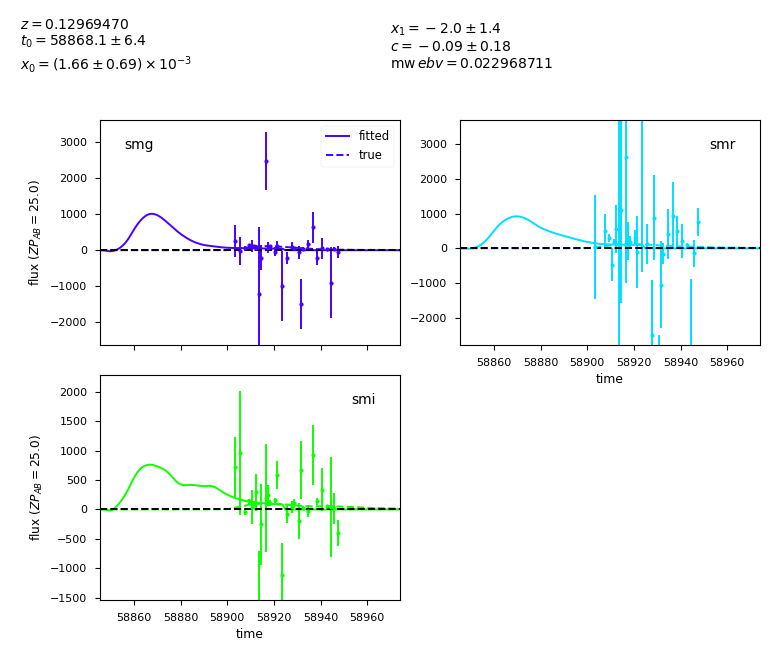 z = 0.12969470
t₀ = 58868.1 ± 6.4
x₀ = (1.66 ± 0.69) × 10⁻³
x₁ = −2.0 ± 1.4
c = −0.09 ± 0.18
mw ebv = 0.022968711
smg
fitted
true
3000
2000
1000
0
−1000
−2000
flux (ZP_AB = 25.0)
smr
3000
2000
1000
0
−1000
−2000
58860 58880 58900 58920 58940 58960
time
smi
2000
1500
1000
500
0
−500
−1000
−1500
flux (ZP_AB = 25.0)
58860 58880 58900 58920 58940 58960
time